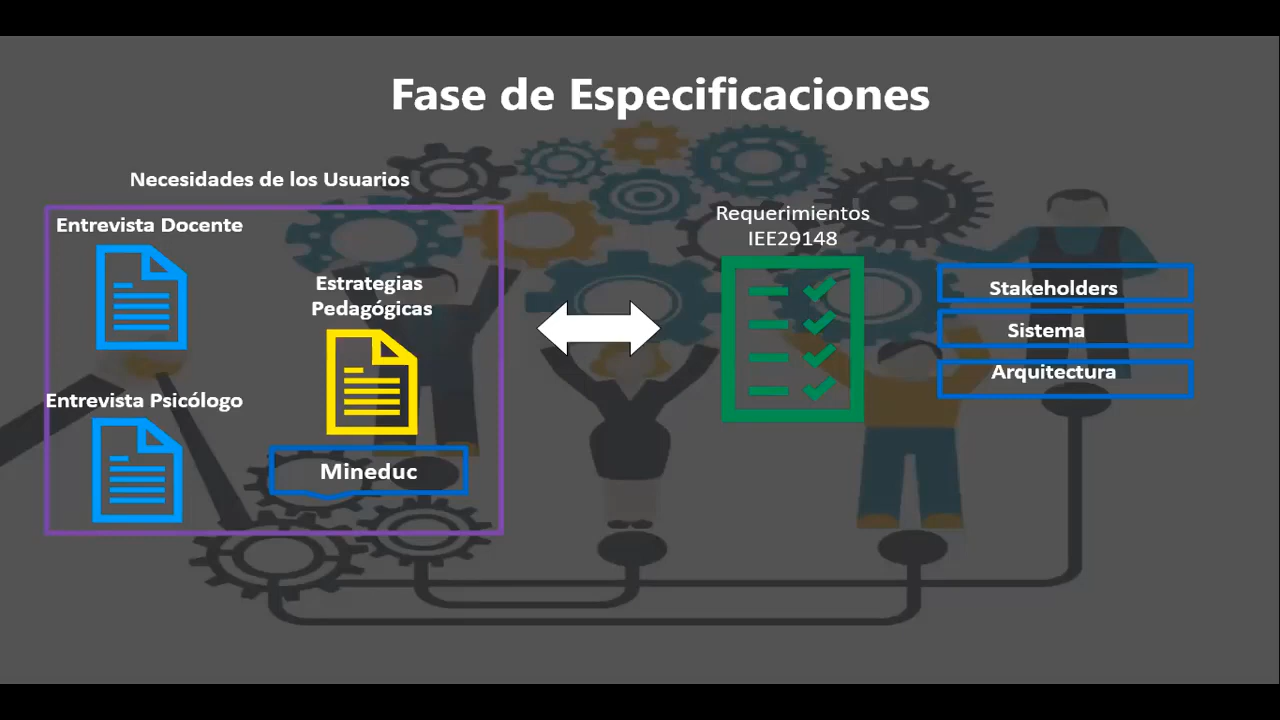 Fase de Especificaciones
Necesidades de los Usuarios
Entrevista Docente
Estrategias
Pedagógicas
Entrevista Psicólogo
Mineduc
Requerimientos
IEE29148
Stakeholders
Sistema
Arquitectura